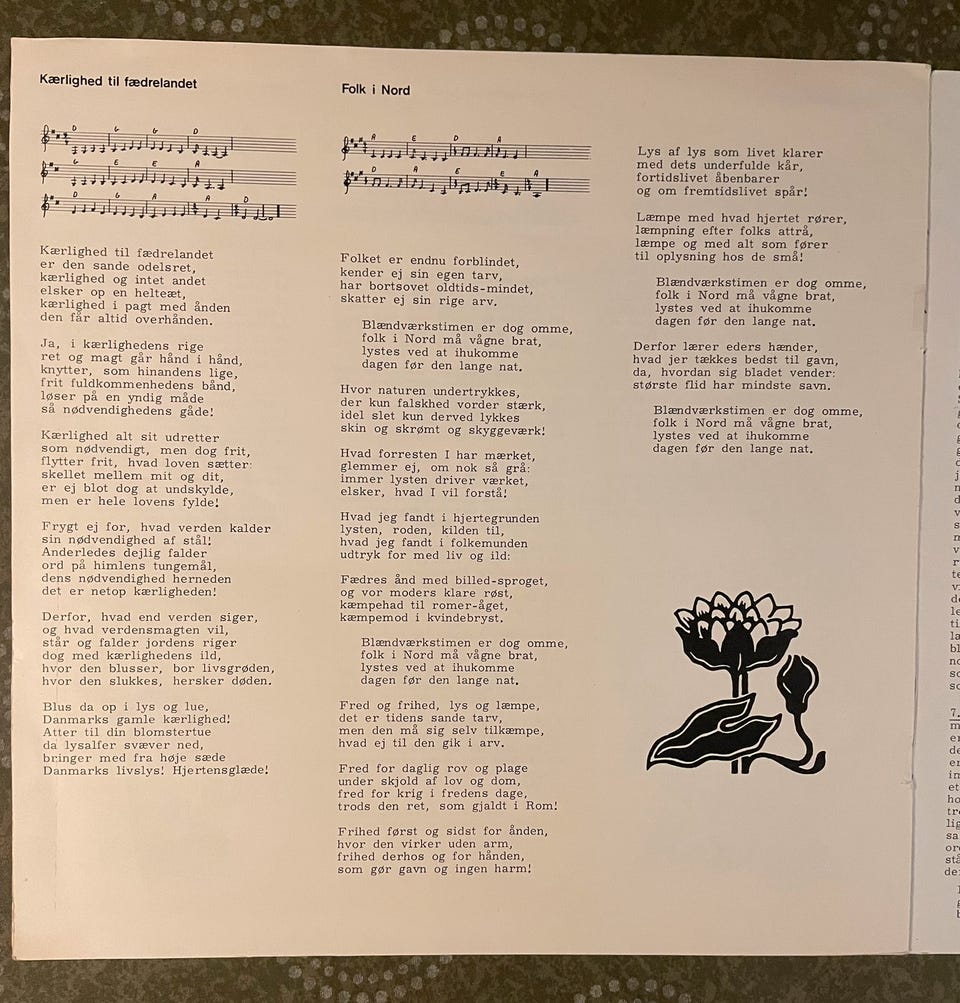 Kærlighed til fædrelandet
D G G D
G E E A
D G A A D
Kærlighed til fædrelandet
er den sande odelsret,
kærlighed og intet andet
elsker op en helteæt,
kærlighed i pagt med ånden
den får altid overhånden.
Ja, i kærlighedens rige
ret og magt går hånd i hånd,
knytter, som hinandens lige,
frit fuldkommenhedens bånd,
løser på en yndig måde
så nødvendighedens gåde!
Kærlighed alt sit udretter
som nødvendigt, men dog frit,
flytter frit, hvad loven sætter:
skellet mellem mit og dit,
er ej blot dog at undskylde,
men er hele lovens fylde!
Frygt ej for, hvad verden kalder
sin nødvendighed af stål!
Anderledes dejlig falder
ord på himlens tungemål,
dens nødvendighed herneden
det er netop kærligheden!
Derfor, hvad end verden siger,
og hvad verdensmagten vil,
står og falder jordens riger
dog med kærlighedens ild,
hvor den blusser, bor livsgrøden,
hvor den slukkes, hersker døden.
Blus da op i lys og lue,
Danmarks gamle kærlighed!
Atter til din blomstertue
da lysalfer svæver ned,
bringer med fra høje sæde
Danmarks livslys! Hjertensglæde!
Folk i Nord
A E D A
D A E E A
Folket er endnu forblindet,
kender ej sin egen tarv,
har bortsovet oldtids-mindet,
skatter ej sin rige arv.
Blændværkstimen er dog omme,
folk i Nord må vågne brat,
lystes ved at ihukomme
dagen før den lange nat.
Hvor naturen undertrykkes,
der kun falskhed vorder stærk,
idel slet kun derved lykkes
skin og skrømt og skyggeværk!
Hvad forresten I har mærket,
glemmer ej, om nok så grå:
immer lysten driver værket,
elsker, hvad I vil forstå!
Hvad jeg fandt i hjertegrunden
lysten, roden, kilden til,
hvad jeg fandt i folkemunden
udtryk for med liv og ild:
Fædres ånd med billed-sproget,
og vor moders klare røst,
kæmpehad til romer-åget,
kæmpemod i kvindebryst.
Blændværkstimen er dog omme,
folk i Nord må vågne brat,
lystes ved at ihukomme
dagen før den lange nat.
Fred og frihed, lys og læmpe,
det er tidens sande tarv,
men den må sig selv tilkæmpe,
hvad ej til den gik i arv.
Fred for daglig rov og plage
under skjold af lov og dom,
fred for krig i fredens dage,
trods den ret, som gjaldt i Rom!
Frihed først og sidst for ånden,
hvor den virker uden arm,
frihed derhos og for hånden,
som gør gavn og ingen harm!
Lys af lys som livet klarer
med dets underfulde kår,
fortidslivet åbenbarer
og om fremtidslivet spår!
Læmpe med hvad hjertet rører,
læmpning efter folks attrå,
læmpe og med alt som fører
til oplysning hos de små!
Blændværkstimen er dog omme,
folk i Nord må vågne brat,
lystes ved at ihukomme
dagen før den lange nat.
Derfor lærer eders hænder,
hvad jer tækkes bedst til gavn,
da, hvordan sig bladet vender:
største flid har mindste savn.
Blændværkstimen er dog omme,
folk i Nord må vågne brat,
lystes ved at ihukomme
dagen før den lange nat.